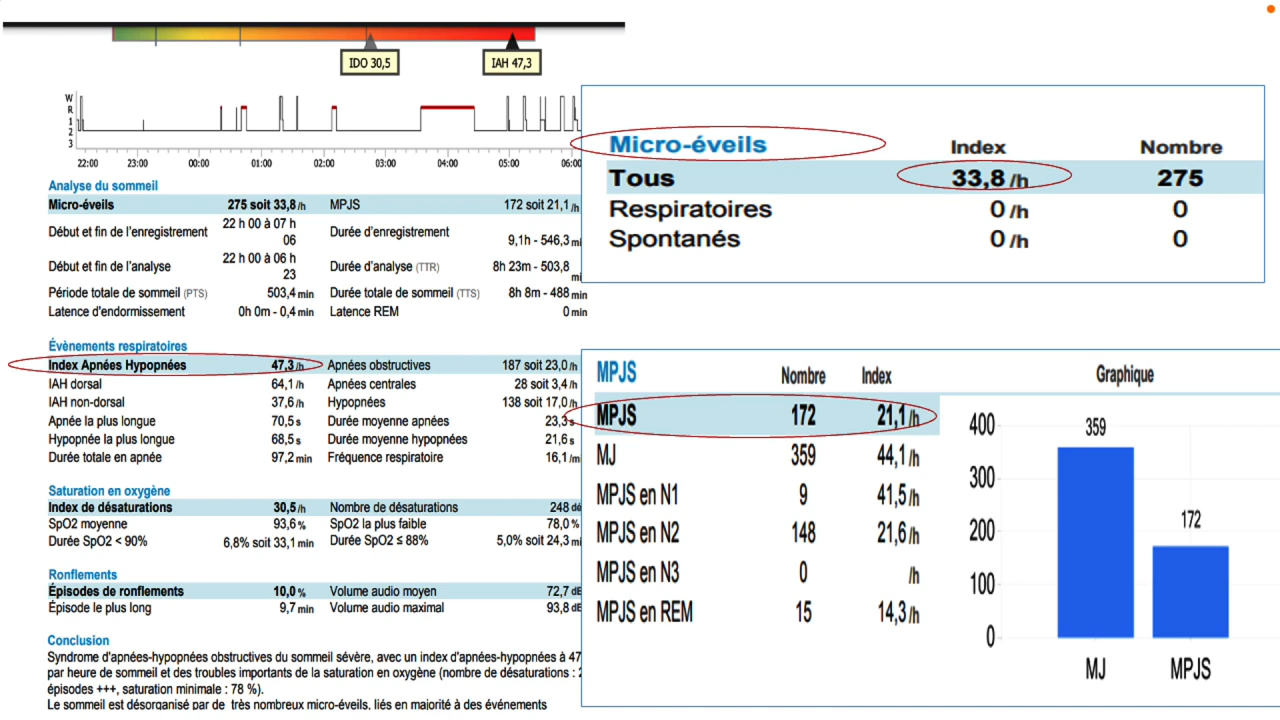 IDO 30,5
IAH 47,3
W
R
1
2
3
22:00 23:00 00:00 01:00 02:00 03:00 04:00 05:00 06:00
Analyse du sommeil
Micro-éveils 275 soit 33,8 /h MPJS 172 soit 21,1 /h
Début et fin de l'enregistrement 22 h 00 à 07 h 06 Durée d'enregistrement 9,1h - 546,3
Début et fin de l'analyse 22 h 00 à 06 h 23 Durée d'analyse (TTR) 8h 23m - 503,8
Période totale de sommeil (PTS) 503,4 min Durée totale de sommeil (TTS) 8h 8m - 488 min
Latence d'endormissement 0h 0m - 0,4 min Latence REM 0 min
Évènements respiratoires
Index Apnées Hypopnées 47,3 /h Apnées obstructives 187 soit 23,0 /h
IAH dorsal 64,1 /h Apnées centrales 28 soit 3,4 /h
IAH non-dorsal 37,6 /h Hypopnées 138 soit 17,0 /h
Apnée la plus longue 70,5 s Durée moyenne apnées 23,3 s
Hypopnée la plus longue 68,5 s Durée moyenne hypopnées 21,6 s
Durée totale en apnée 97,2 min Fréquence respiratoire 16,1 /m
Saturation en oxygène
Index de désaturations 30,5 /h Nombre de désaturations 248 dé
SpO2 moyenne 93,6 % SpO2 la plus faible 78,0 %
Durée SpO2 < 90% 6,8% soit 33,1 min Durée SpO2 ≤ 88% 5,0% soit 24,3
Ronflements
Épisodes de ronflements 10,0 % Volume audio moyen 72,7
Épisode le plus long 9,7 min Volume audio maximal 93,8
Conclusion
Syndrome d'apnées-hypopnées obstructives du sommeil sévère, avec un index d'apnées-hypopnées à 47
par heure de sommeil et des troubles importants de la saturation en oxygène (nombre de désaturations :
épisodes +++, saturation minimale : 78 %).
Le sommeil est désorganisé par de très nombreux micro-éveils, liés en majorité à des événements
Micro-éveils Index Nombre
Tous 33,8 /h 275
Respiratoires 0 /h 0
Spontanés 0 /h 0
MPJS Nombre Index Graphique
MPJS 172 21,1 /h
MJ 359 44,1 /h
MPJS en N1 9 41,5 /h
MPJS en N2 148 21,6 /h
MPJS en N3 0 /h
MPJS en REM 15 14,3 /h
400
300
200
100
0
359
172
MJ MPJS